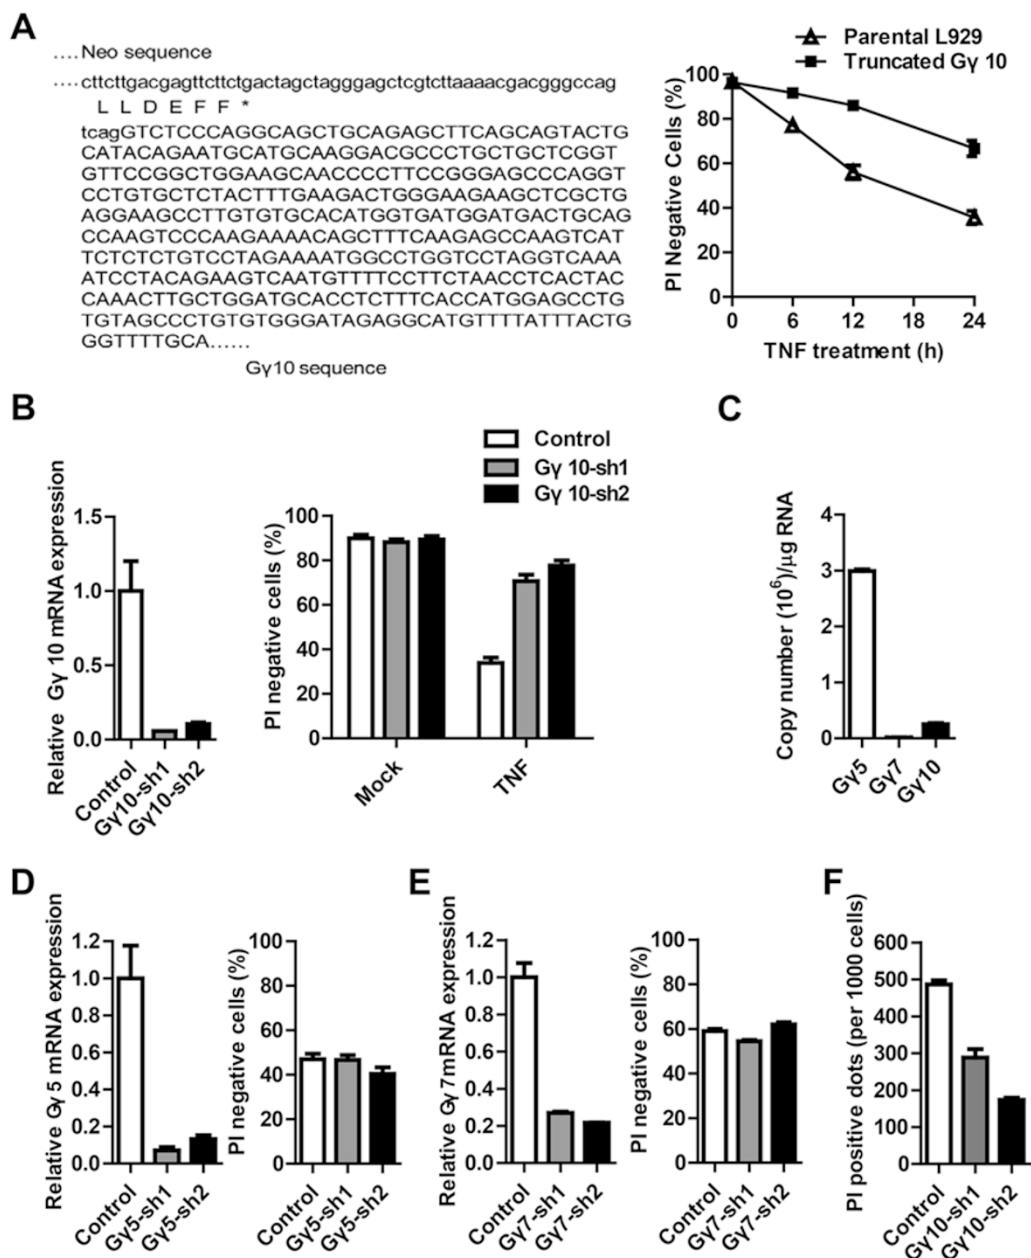 A
....Neo sequence
....cttcttgacgagttcttctgactagctagggagctcgtcttaaaacgacgggccag
L L D E F F *
tcagGTCTCCCAGGCAGCTGCAGAGCTTCAGCAGTACTG
CATACAGAATGCATGCAAGGACGCCCTGCTGCTCGGT
GTTCCGGCTGGAAGCAACCCCTTCCGGGAGCCCAGGT
CCTGTGCTCTACTTTGAAGACTGGGAAGAAGCTCGCTG
AGGAAGCCTTGTGTGCACATGGTGATGGATGACTGCAG
CCAAGTCCCAAGAAAACAGCTTTCAAGAGCCAAGTCAT
TCTCTCTGTCCTAGAAAATGGCCTGGTCCTAGGTCAAA
ATCCTACAGAAGTCAATGTTTTCCTTCTAACCTCACTAC
CAAACTTGCTGGATGCACCTCTTTCACCATGGAGCCTG
TGTAGCCCTGTGTGGGATAGAGGCATGTTTTATTTACTG
GGTTTTGCA......
Gγ10 sequence
Parental L929
Truncated Gγ 10
PI Negative Cells (%)
100
80
60
40
20
0
0 6 12 18 24
TNF treatment (h)
B
Relative Gγ 10 mRNA expression
1.5
1.0
0.5
0.0
Control
Gγ10-sh1
Gγ10-sh2
Control
Gγ 10-sh1
Gγ 10-sh2
PI negative cells (%)
100
80
60
40
20
0
Mock
TNF
C
Copy number (10⁶)/μg RNA
4
3
2
1
0
Gγ5
Gγ7
Gγ10
D
Relative Gγ 5 mRNA expression
1.2
1.0
0.8
0.6
0.4
0.2
0.0
Control
Gγ5-sh1
Gγ5-sh2
PI negative cells (%)
100
80
60
40
20
0
Control
Gγ5-sh1
Gγ5-sh2
E
Relative Gγ 7 mRNA expression
1.2
1.0
0.8
0.6
0.4
0.2
0.0
Control
Gγ7-sh1
Gγ7-sh2
PI negative cells (%)
100
80
60
40
20
0
Control
Gγ7-sh1
Gγ7-sh2
F
PI positive dots (per 1000 cells)
600
500
400
300
200
100
0
Control
Gγ10-sh1
Gγ10-sh2